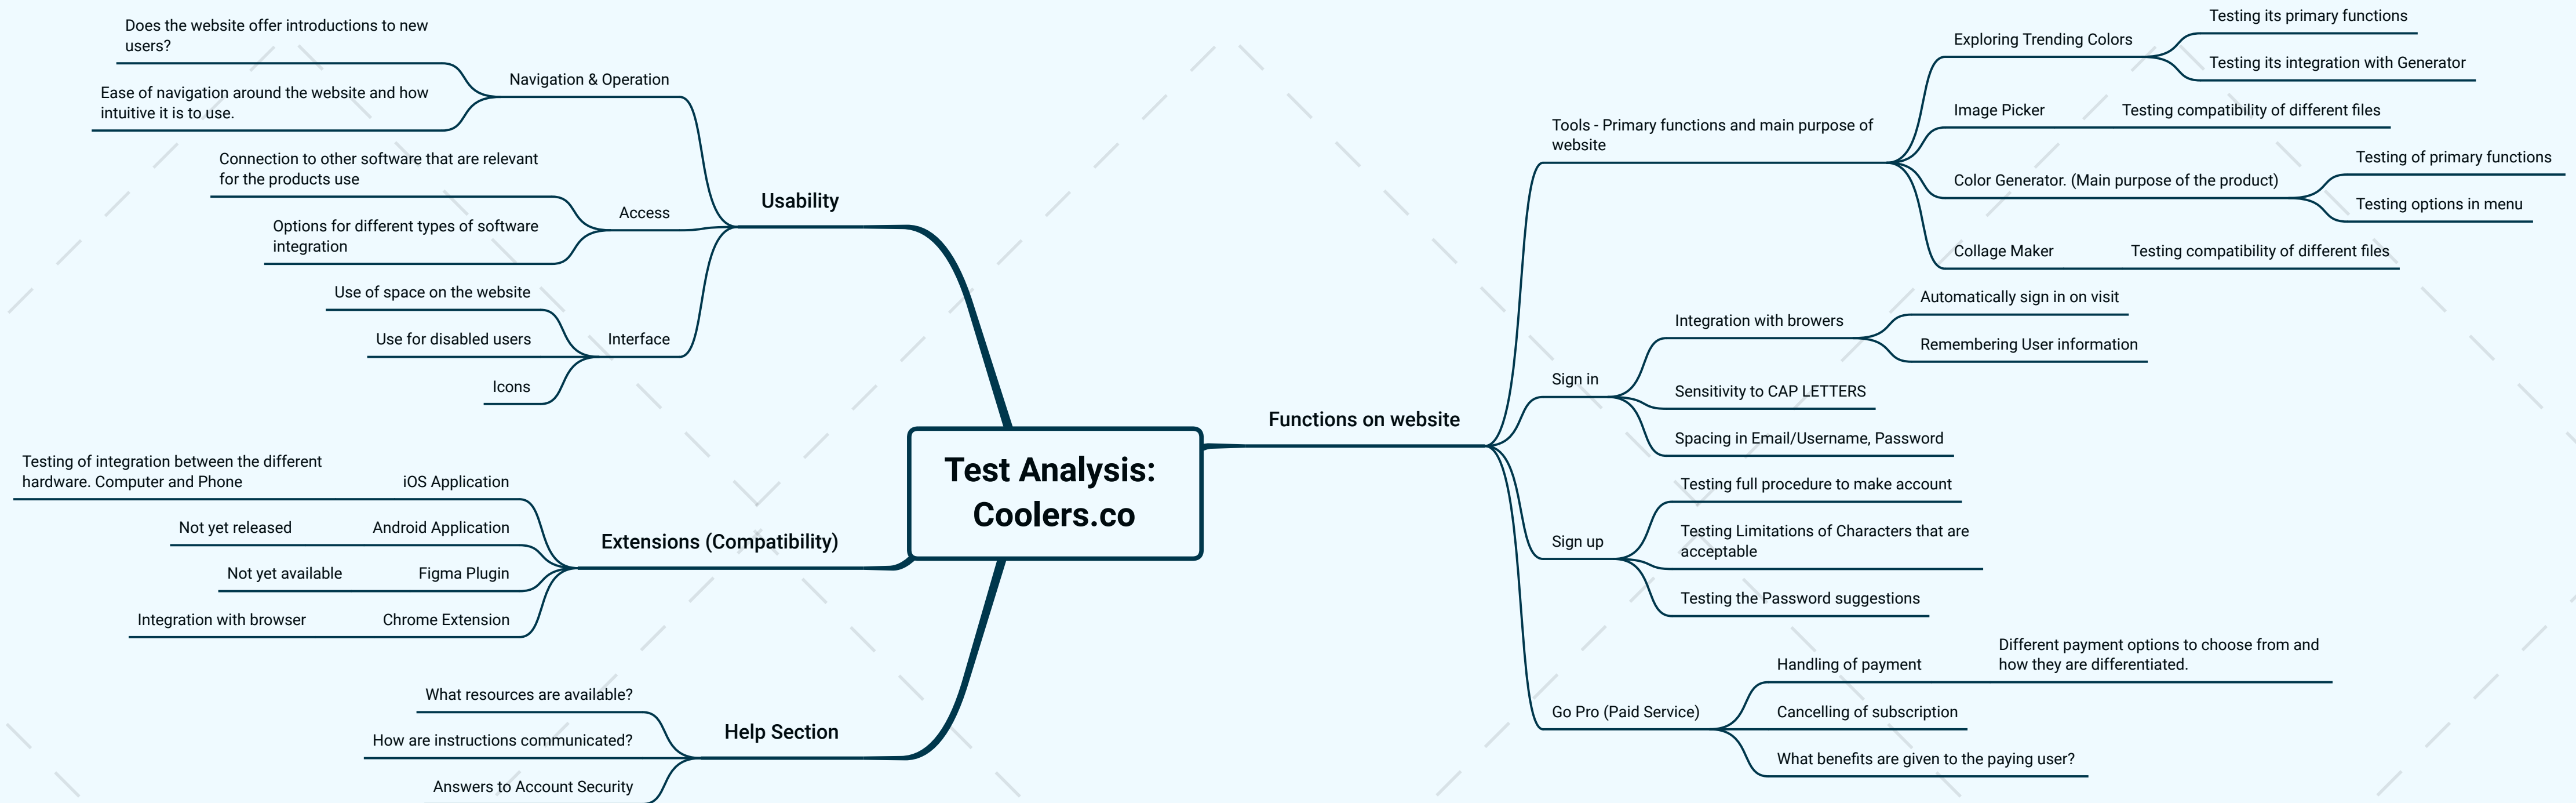 Test Analysis:
Coolers.co
Usability
Navigation & Operation
Does the website offer introductions to new
users?
Ease of navigation around the website and how
intuitive it is to use.
Access
Connection to other software that are relevant
for the products use
Options for different types of software
integration
Interface
Use of space on the website
Use for disabled users
Icons
Extensions (Compatibility)
iOS Application
Testing of integration between the different
hardware. Computer and Phone
Android Application
Not yet released
Figma Plugin
Not yet available
Chrome Extension
Integration with browser
Help Section
What resources are available?
How are instructions communicated?
Answers to Account Security
Functions on website
Tools - Primary functions and main purpose of
website
Exploring Trending Colors
Testing its primary functions
Testing its integration with Generator
Image Picker
Testing compatibility of different files
Color Generator. (Main purpose of the product)
Testing of primary functions
Testing options in menu
Collage Maker
Testing compatibility of different files
Sign in
Integration with browers
Automatically sign in on visit
Remembering User information
Sensitivity to CAP LETTERS
Spacing in Email/Username, Password
Sign up
Testing full procedure to make account
Testing Limitations of Characters that are
acceptable
Testing the Password suggestions
Go Pro (Paid Service)
Handling of payment
Different payment options to choose from and
how they are differentiated.
Cancelling of subscription
What benefits are given to the paying user?